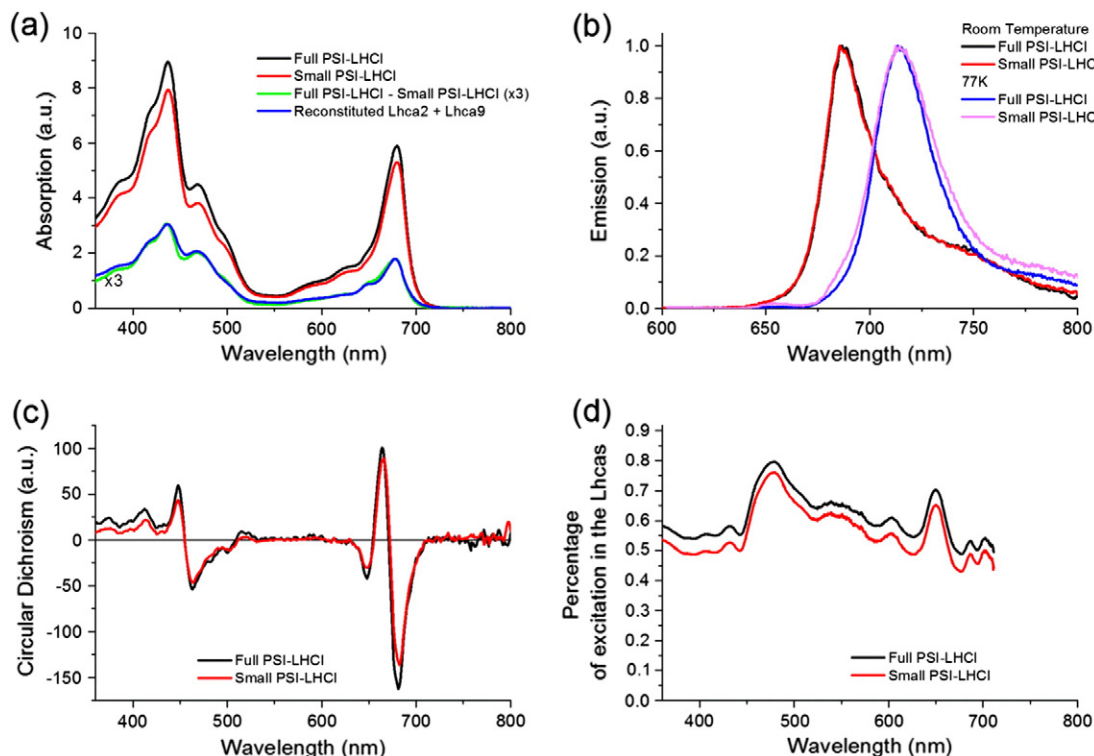 (a)
Absorption (a.u.)
10
8
6
4
2
0
Full PSI-LHCI
Small PSI-LHCI
Full PSI-LHCI - Small PSI-LHCI (x3)
Reconstituted Lhca2 + Lhca9
x3
400 500 600 700 800
Wavelength (nm)
(b)
Emission (a.u.)
1.0
0.8
0.6
0.4
0.2
0.0
Room Temperature
Full PSI-LHCI
Small PSI-LHC
77K
Full PSI-LHCI
Small PSI-LHC
600 650 700 750 800
Wavelength (nm)
(c)
Circular Dichroism (a.u.)
100
50
0
-50
-100
-150
Full PSI-LHCI
Small PSI-LHCI
400 500 600 700 800
Wavelength (nm)
(d)
Percentage
of excitation in the Lhcas
0.9
0.8
0.7
0.6
0.5
0.4
0.3
0.2
0.1
0.0
Full PSI-LHCI
Small PSI-LHCI
400 500 600 700 800
Wavelength (nm)